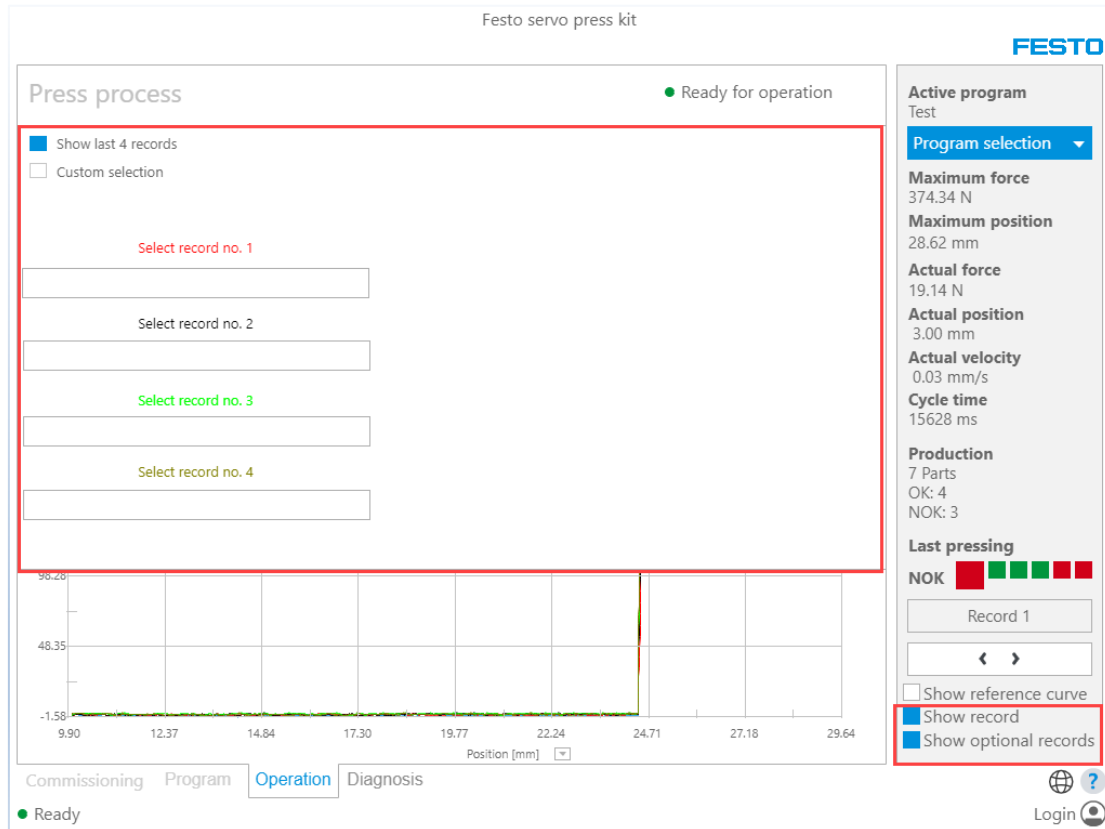 Festo servo press kit
FESTO
Press process
Ready for operation
Show last 4 records
Custom selection
Select record no. 1
Select record no. 2
Select record no. 3
Select record no. 4
98.28
48.35
-1.58
9.90 12.37 14.84 17.30 19.77 22.24 24.71 27.18 29.64
Position [mm]
Active program
Test
Program selection
Maximum force
374.34 N
Maximum position
28.62 mm
Actual force
19.14 N
Actual position
3.00 mm
Actual velocity
0.03 mm/s
Cycle time
15628 ms
Production
7 Parts
OK: 4
NOK: 3
Last pressing
NOK
Record 1
Show reference curve
Show record
Show optional records
Commissioning Program Operation Diagnosis
?
Ready
Login